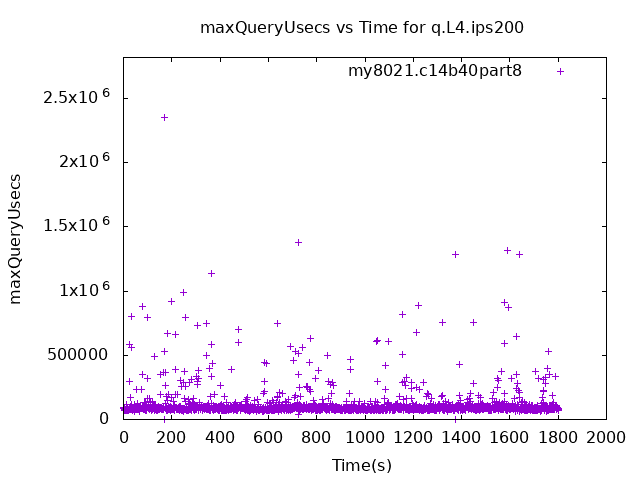 maxQueryUsecs vs Time for q.L4.ips200
my8021.c14b40part8
maxQueryUsecs
2.5x10^6
2x10^6
1.5x10^6
1x10^6
500000
0
0 200 400 600 800 1000 1200 1400 1600 1800 2000
Time(s)